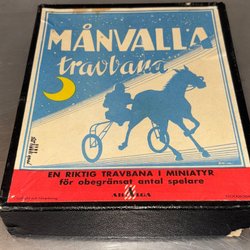 MÅNVALLA
travbana
EN RIKTIG TRAVBANA I MINIATYR
för obegränsat antal spelare